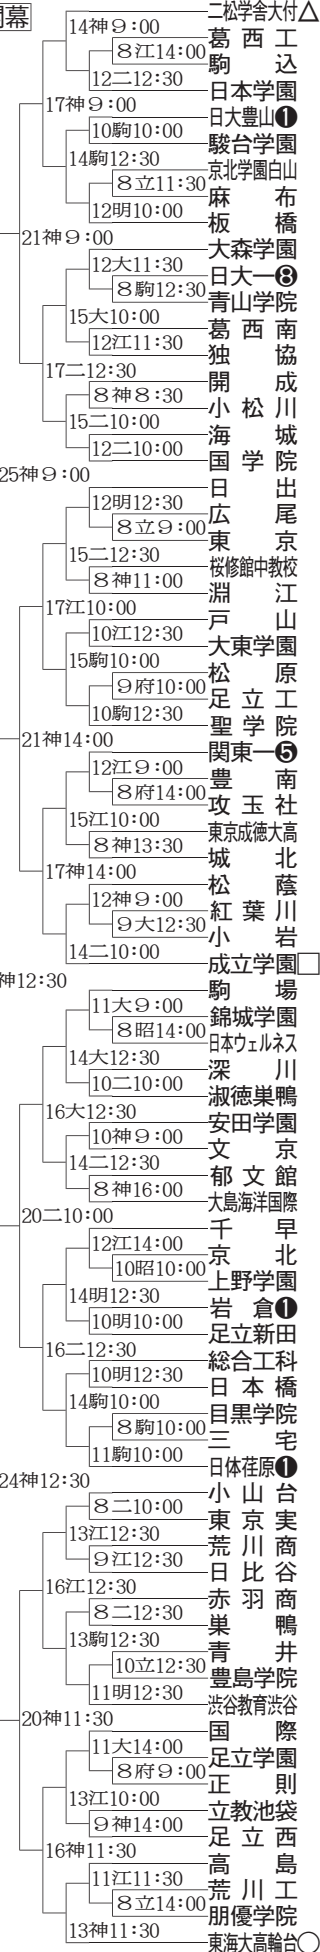 開幕
二松学舎大付△
14神9:00
葛西工
8江14:00
駒込
12二12:30
日本学園
17神9:00
日大豊山❶
10駒10:00
駿台学園
14駒12:30
京北学園白山
8立11:30
麻布
12明10:00
板橋
21神9:00
大森学園
12大11:30
日大一❽
8駒12:30
青山学院
15大10:00
葛西南
12江11:30
独協
17二12:30
開成
8神8:30
小松川
15二10:00
海城
12二10:00
国学院
25神9:00
日出
12明12:30
広尾
8立9:00
東京
15二12:30
桜修館中教校
8神11:00
淵江
17江10:00
戸山
10江12:30
大東学園
15駒10:00
松原
9府10:00
足立工
10駒12:30
聖学院
21神14:00
関東一❺
12江9:00
豊南
8府14:00
攻玉社
15江10:00
東京成徳大高
8神13:30
城北
17神14:00
松蔭
12神9:00
紅葉川
9大12:30
小岩
14二10:00
成立学園□
神12:30
駒場
11大9:00
錦城学園
8昭14:00
日本ウェルネス
14大12:30
深川
10二10:00
淑徳巣鴨
16大12:30
安田学園
10神9:00
文京
14二12:30
郁文館
8神16:00
大島海洋国際
20二10:00
千早
12江14:00
京北
10昭10:00
上野学園
14明12:30
岩倉❶
10明10:00
足立新田
16二12:30
総合工科
10明12:30
日本橋
14駒10:00
目黒学院
8駒10:00
三宅
11駒10:00
日体荏原❶
24神12:30
小山台
8二10:00
東京実
13江12:30
荒川商
9江12:30
日比谷
16江12:30
赤羽商
8二12:30
巣鴨
13駒12:30
青井
10立12:30
豊島学院
11明12:30
渋谷教育渋谷
20神11:30
国際
11大14:00
足立学園
8府9:00
正則
13江10:00
立教池袋
9神14:00
足立西
16神11:30
高島
11江11:30
荒川工
8立14:00
朋優学院
13神11:30
東海大高輪台○